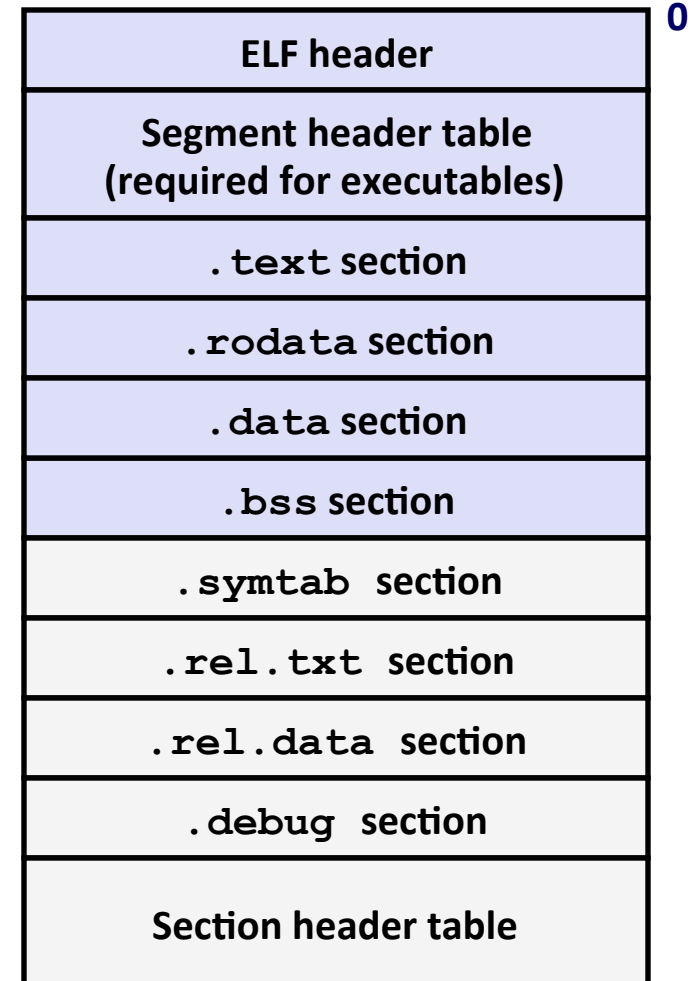 0
ELF header
Segment header table
(required for executables)
.text section
.rodata section
.data section
.bss section
.symtab section
.rel.txt section
.rel.data section
.debug section
Section header table